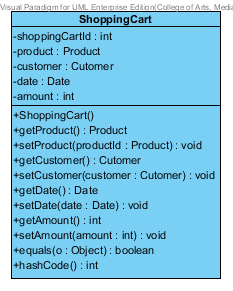 Visual Paradigm for UML Enterprise Edition(College of Arts, Media
ShoppingCart
-shoppingCartId : int
-product : Product
-customer : Cutomer
-date : Date
-amount : int
+ShoppingCart()
+getProduct() : Product
+setProduct(productId : Product) : void
+getCustomer() : Cutomer
+setCustomer(customer : Cutomer) : void
+getDate() : Date
+setDate(date : Date) : void
+getAmount() : int
+setAmount(amount : int) : void
+equals(o : Object) : boolean
+hashCode() : int